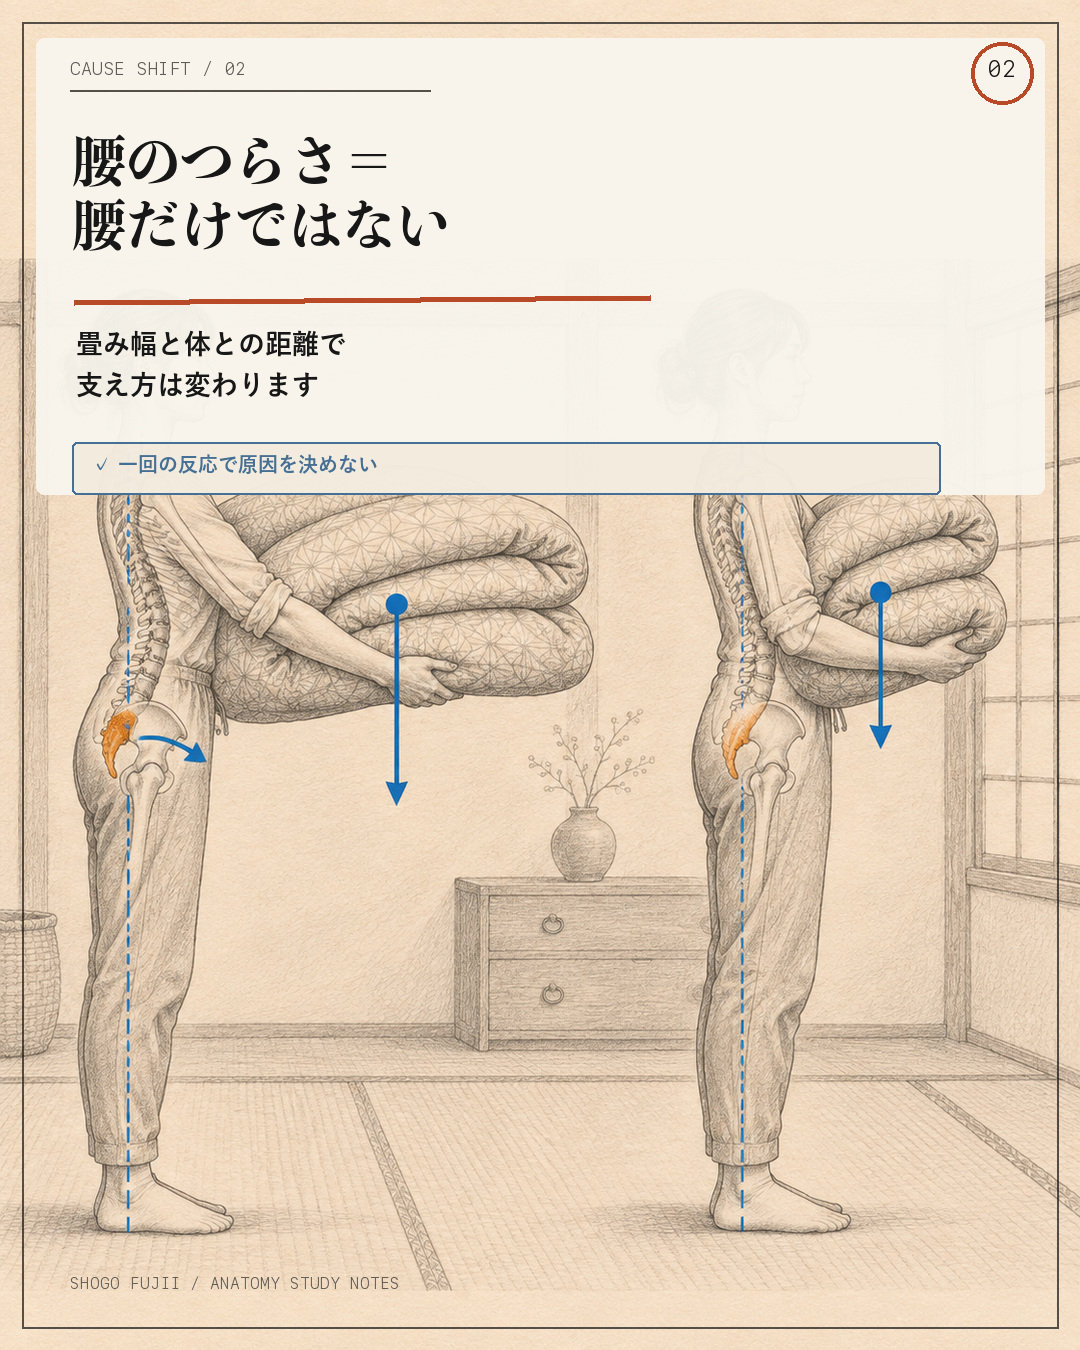 CAUSE SHIFT / 02
02
腰のつらさ＝
腰だけではない
畳み幅と体との距離で
支え方は変わります
✓ 一回の反応で原因を決めない
SHOGO FUJII / ANATOMY STUDY NOTES